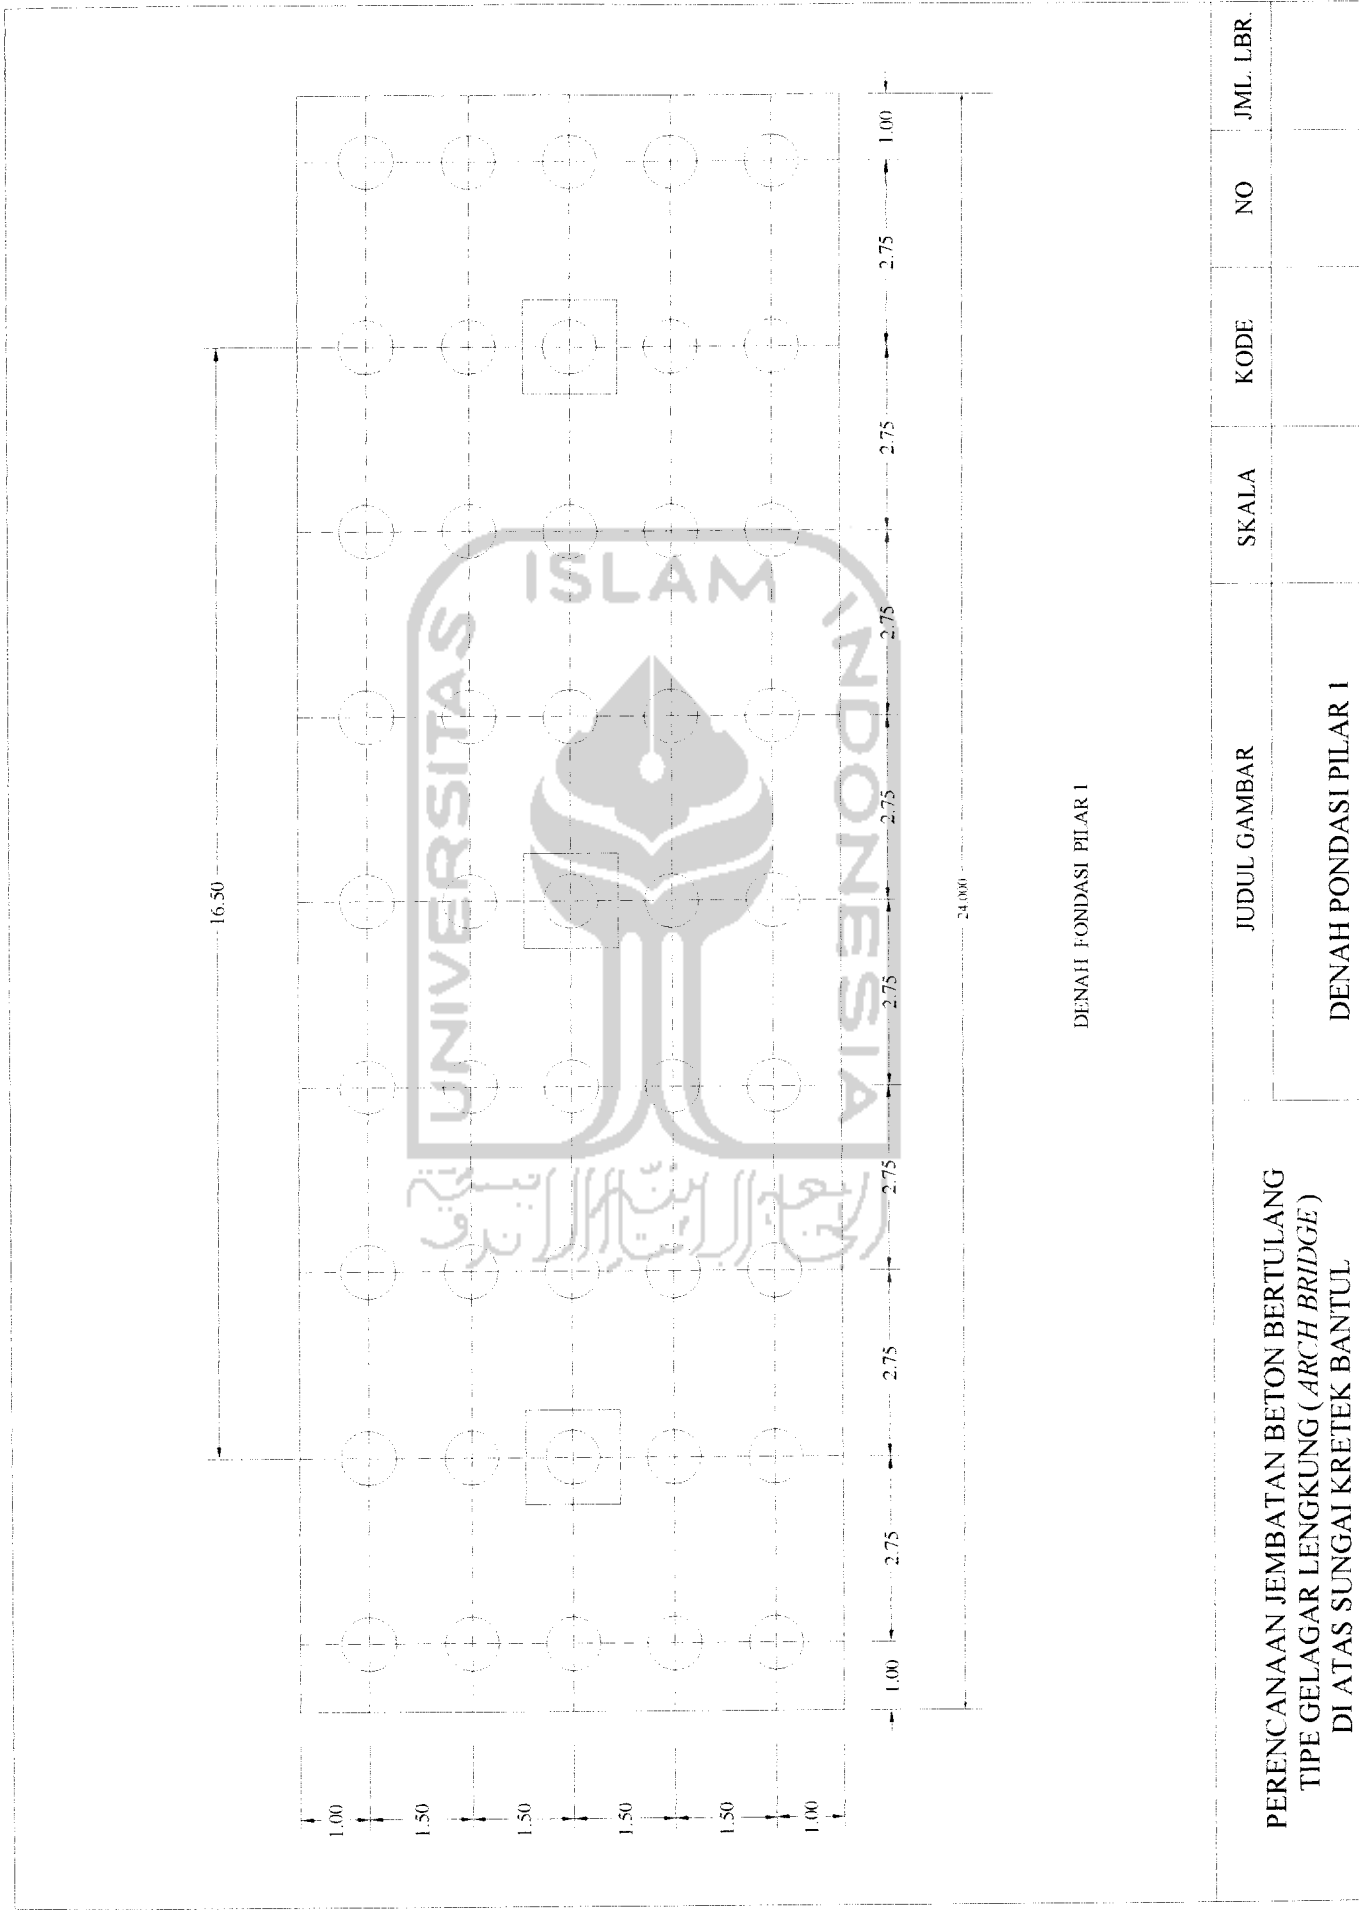 16.50
1.00
2.75
2.75
2.75
2.75
2.75
2.75
2.75
2.75
1.00
24.000
1.00
1.50
1.50
1.50
1.50
1.00
UNIVERSITAS
ISLAM
INDONESIA
DENAH FONDASI PILAR 1
PERENCANAAN JEMBATAN BETON BERTULANG
TIPE GELAGAR LENGKUNG ( ARCH BRIDGE )
DI ATAS SUNGAI KRETEK BANTUL
JUDUL GAMBAR
DENAH PONDASI PILAR 1
SKALA
KODE
NO
JML. LBR.